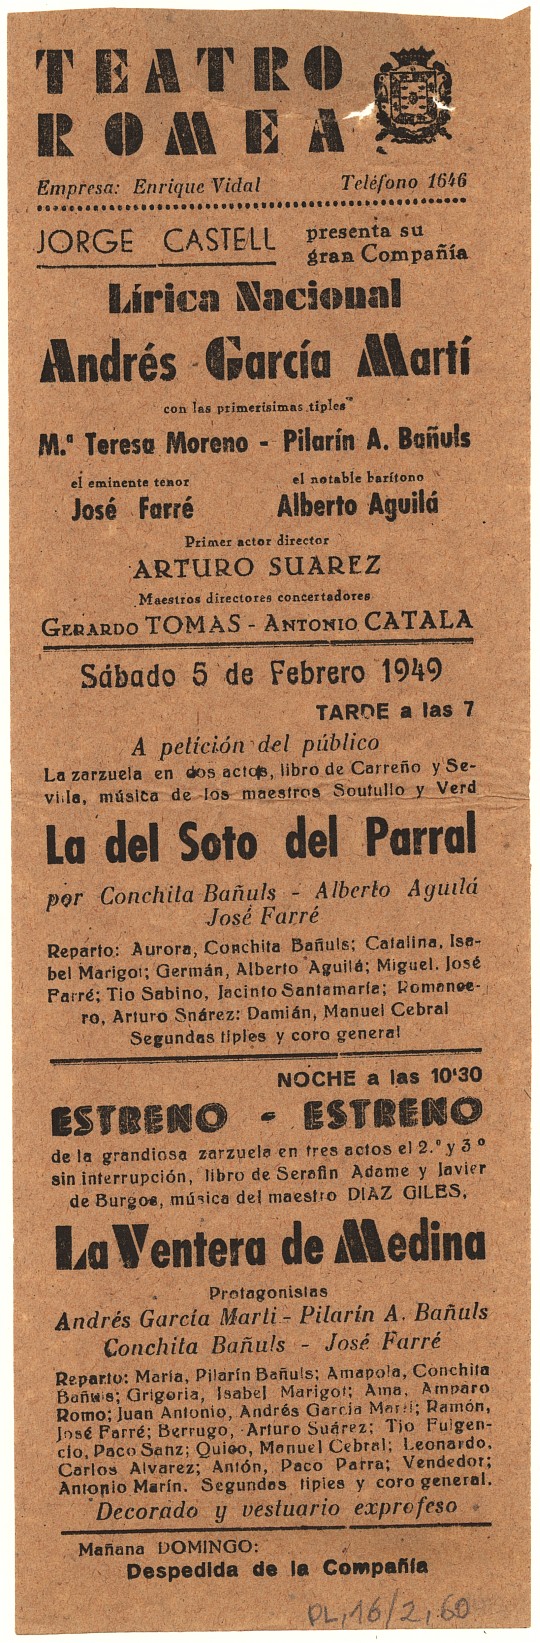 TEATRO
ROMEA
Empresa: Enrique Vidal Teléfono 1646
JORGE CASTELL presenta su
gran Compañía
Lírica Nacional
Andrés García Martí
con las primerísimas tiples
M.ª Teresa Moreno - Pilarín A. Bañuls
el eminente tenor el notable barítono
José Farré Alberto Aguilá
Primer actor director
ARTURO SUAREZ
Maestros directores concertadores
GERARDO TOMAS - ANTONIO CATALA
Sábado 5 de Febrero 1949
TARDE a las 7
A petición del público
La zarzuela en dos actos, libro de Carreño y Se-
villa, música de los maestros Soutullo y Verd
La del Soto del Parral
por Conchita Bañuls - Alberto Aguilá
José Farré
Reparto: Aurora, Conchita Bañuls; Catalina, Isa-
bel Marigot; Germán, Alberto Aguilá; Miguel. José
Farré; Tio Sabino, Jacinto Santamaría; Romance-
ro, Arturo Snárez: Damián, Manuel Cebral
Segundas tiples y coro general
NOCHE a las 10'30
ESTRENO - ESTRENO
de la grandiosa zarzuela en tres actos el 2.º y 3º
sin interrupción, libro de Serafin Adame y Javier
de Burgos, música del maestro DIAZ GILES,
La Ventera de Medina
Protagonistas
Andrés García Marti - Pilarín A. Bañuls
Conchita Bañuls - José Farré
Reparto: María, Pilarín Bañuls; Amapola, Conchita
Bañuls; Grigoria, Isabel Marigot; Ama, Amparo
Romo; Juan Antonio, Andrés Garcia Marti; Ramón,
José Farré; Berrugo, Arturo Suárez; Tio Fulgen-
cio, Paco Sanz; Quico, Manuel Cebral; Leonardo.
Carlos Alvarez; Antón, Paco Parra; Vendedor;
Antonio Marín. Segundas tiples y coro general.
Decorado y vestuario exprofeso
Mañana DOMINGO:
Despedida de la Compañía
PL, 16/2, 60